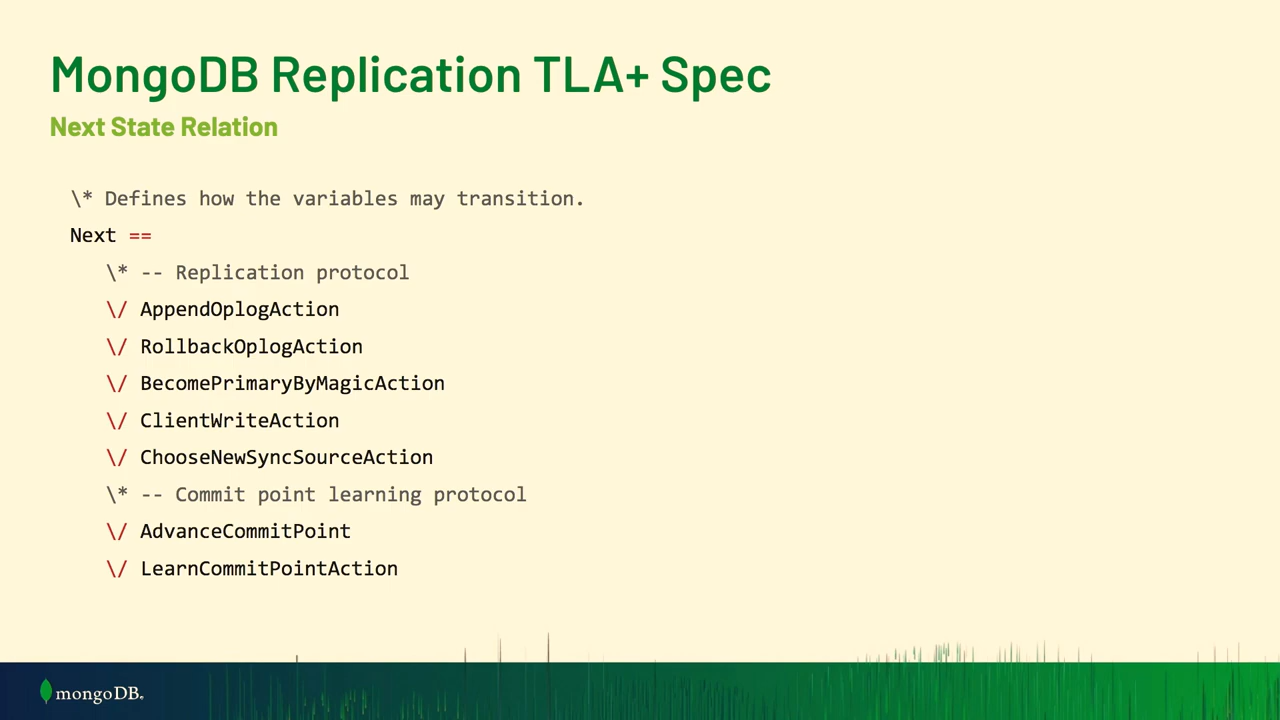 MongoDB Replication TLA+ Spec
Next State Relation
\* Defines how the variables may transition.
Next ==
\* -- Replication protocol
\/ AppendOplogAction
\/ RollbackOplogAction
\/ BecomePrimaryByMagicAction
\/ ClientWriteAction
\/ ChooseNewSyncSourceAction
\* -- Commit point learning protocol
\/ AdvanceCommitPoint
\/ LearnCommitPointAction
mongoDB.